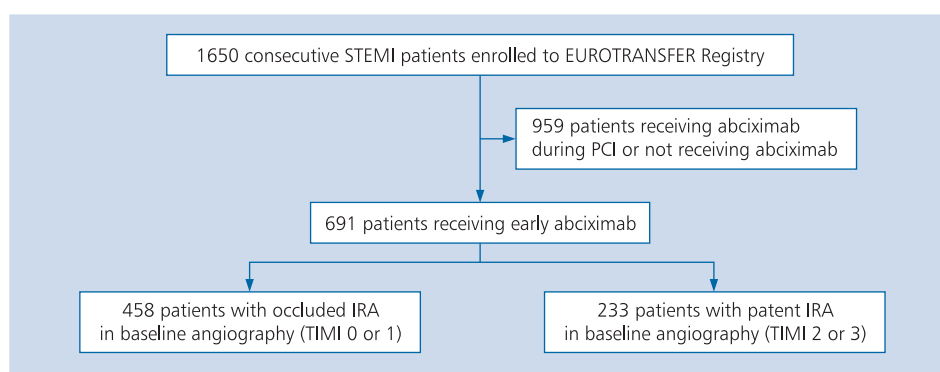 1650 consecutive STEMI patients enrolled to EUROTRANSFER Registry
959 patients receiving abciximab
during PCI or not receiving abciximab
691 patients receiving early abciximab
458 patients with occluded IRA
in baseline angiography (TIMI 0 or 1)
233 patients with patent IRA
in baseline angiography (TIMI 2 or 3)